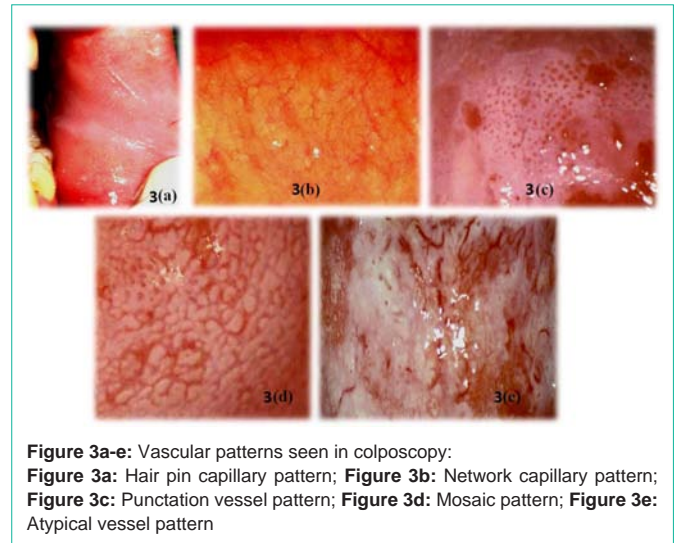 3(a)
3(b)
3(c)
3(d)
3(e)
Figure 3a-e: Vascular patterns seen in colposcopy:
Figure 3a: Hair pin capillary pattern; Figure 3b: Network capillary pattern;
Figure 3c: Punctation vessel pattern; Figure 3d: Mosaic pattern; Figure 3e:
Atypical vessel pattern